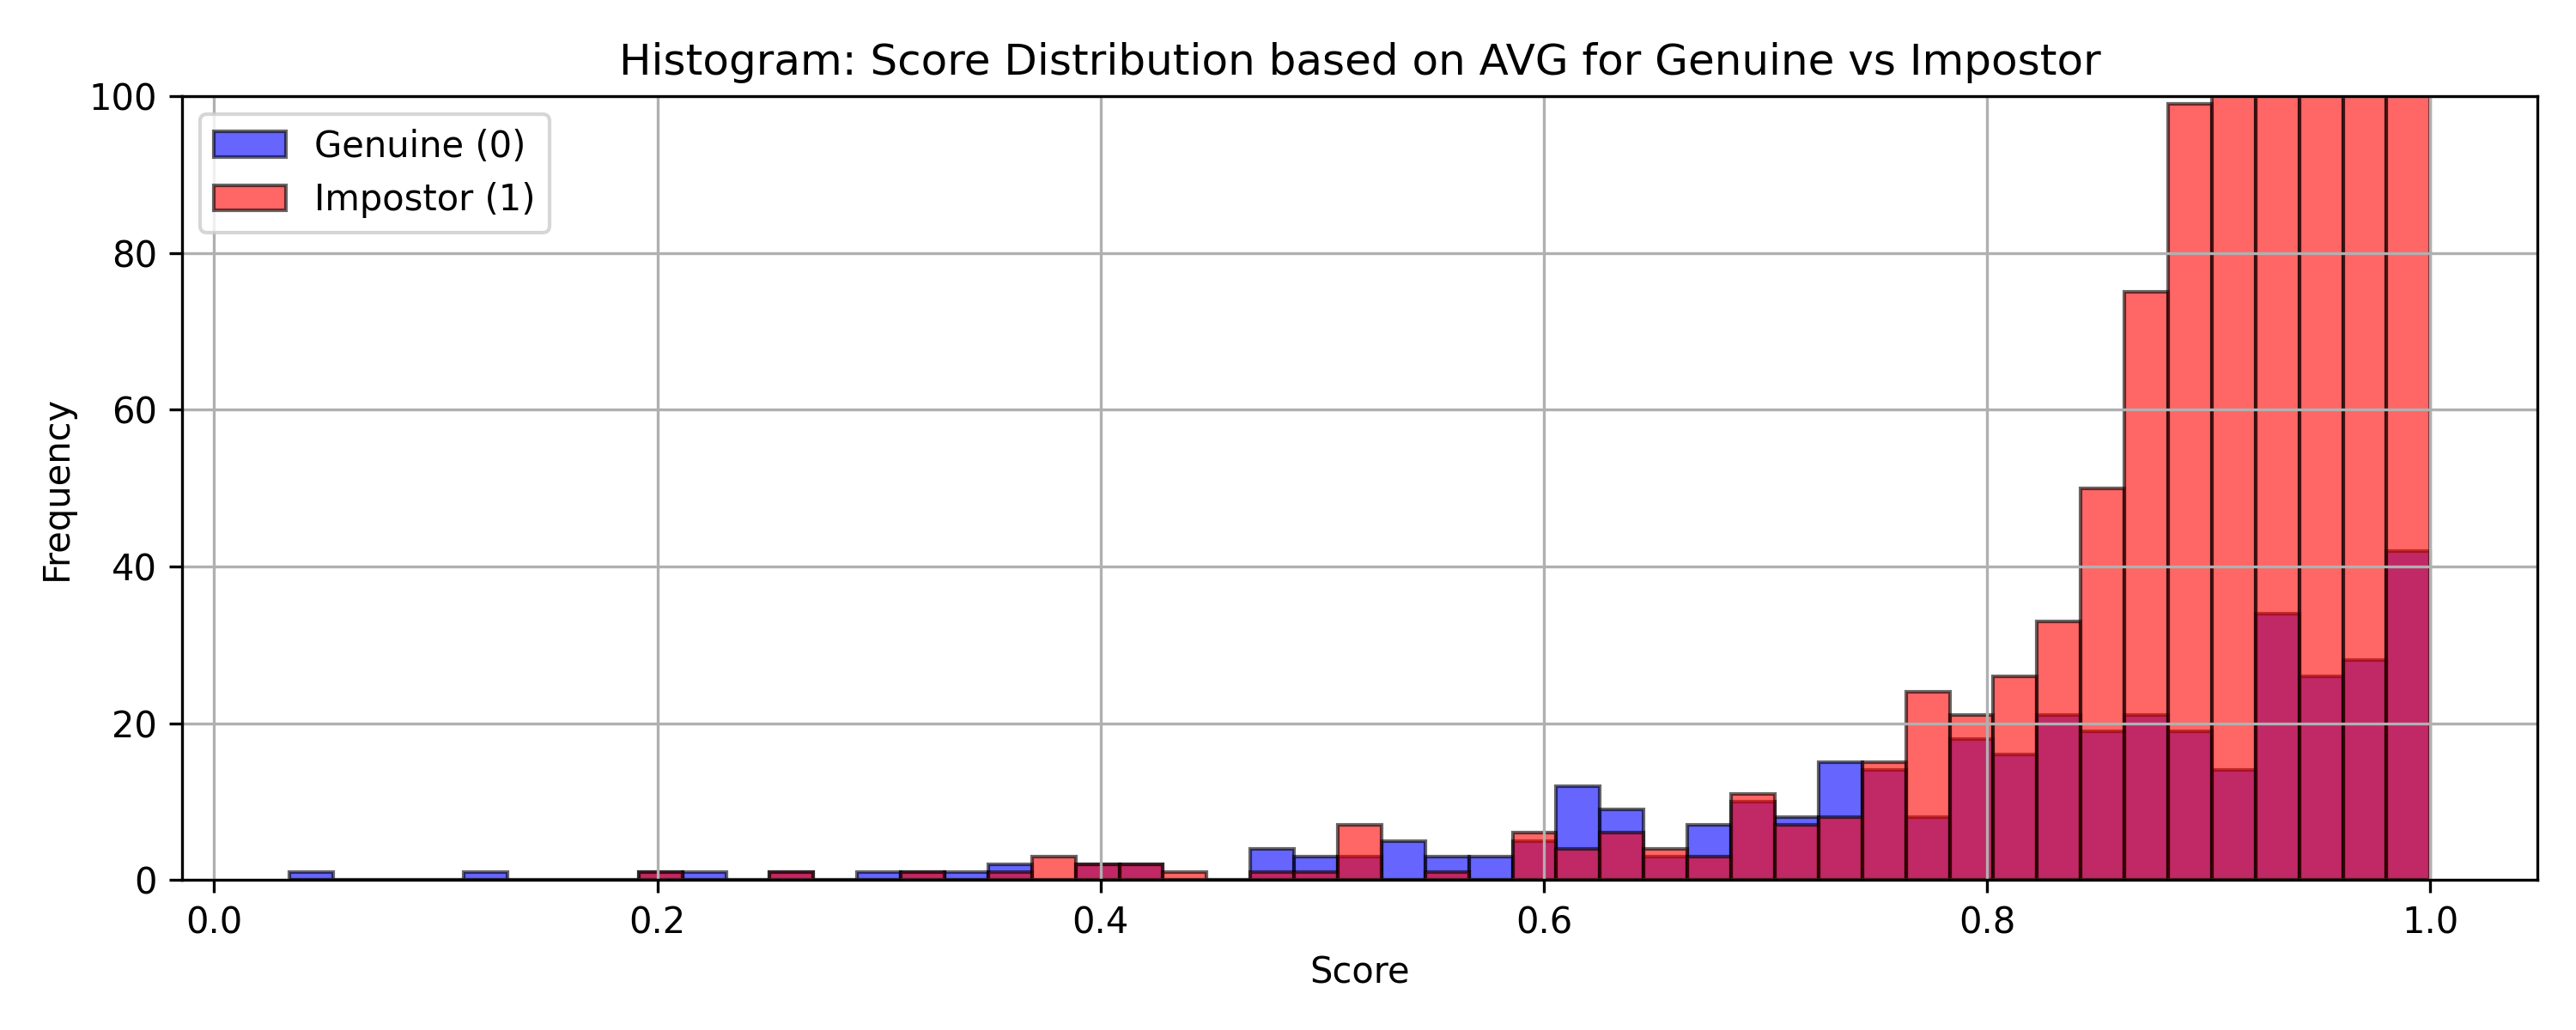 Histogram: Score Distribution based on AVG for Genuine vs Impostor
Genuine (0)
Impostor (1)
Frequency
100
80
60
40
20
0
0.0 0.2 0.4 0.6 0.8 1.0
Score